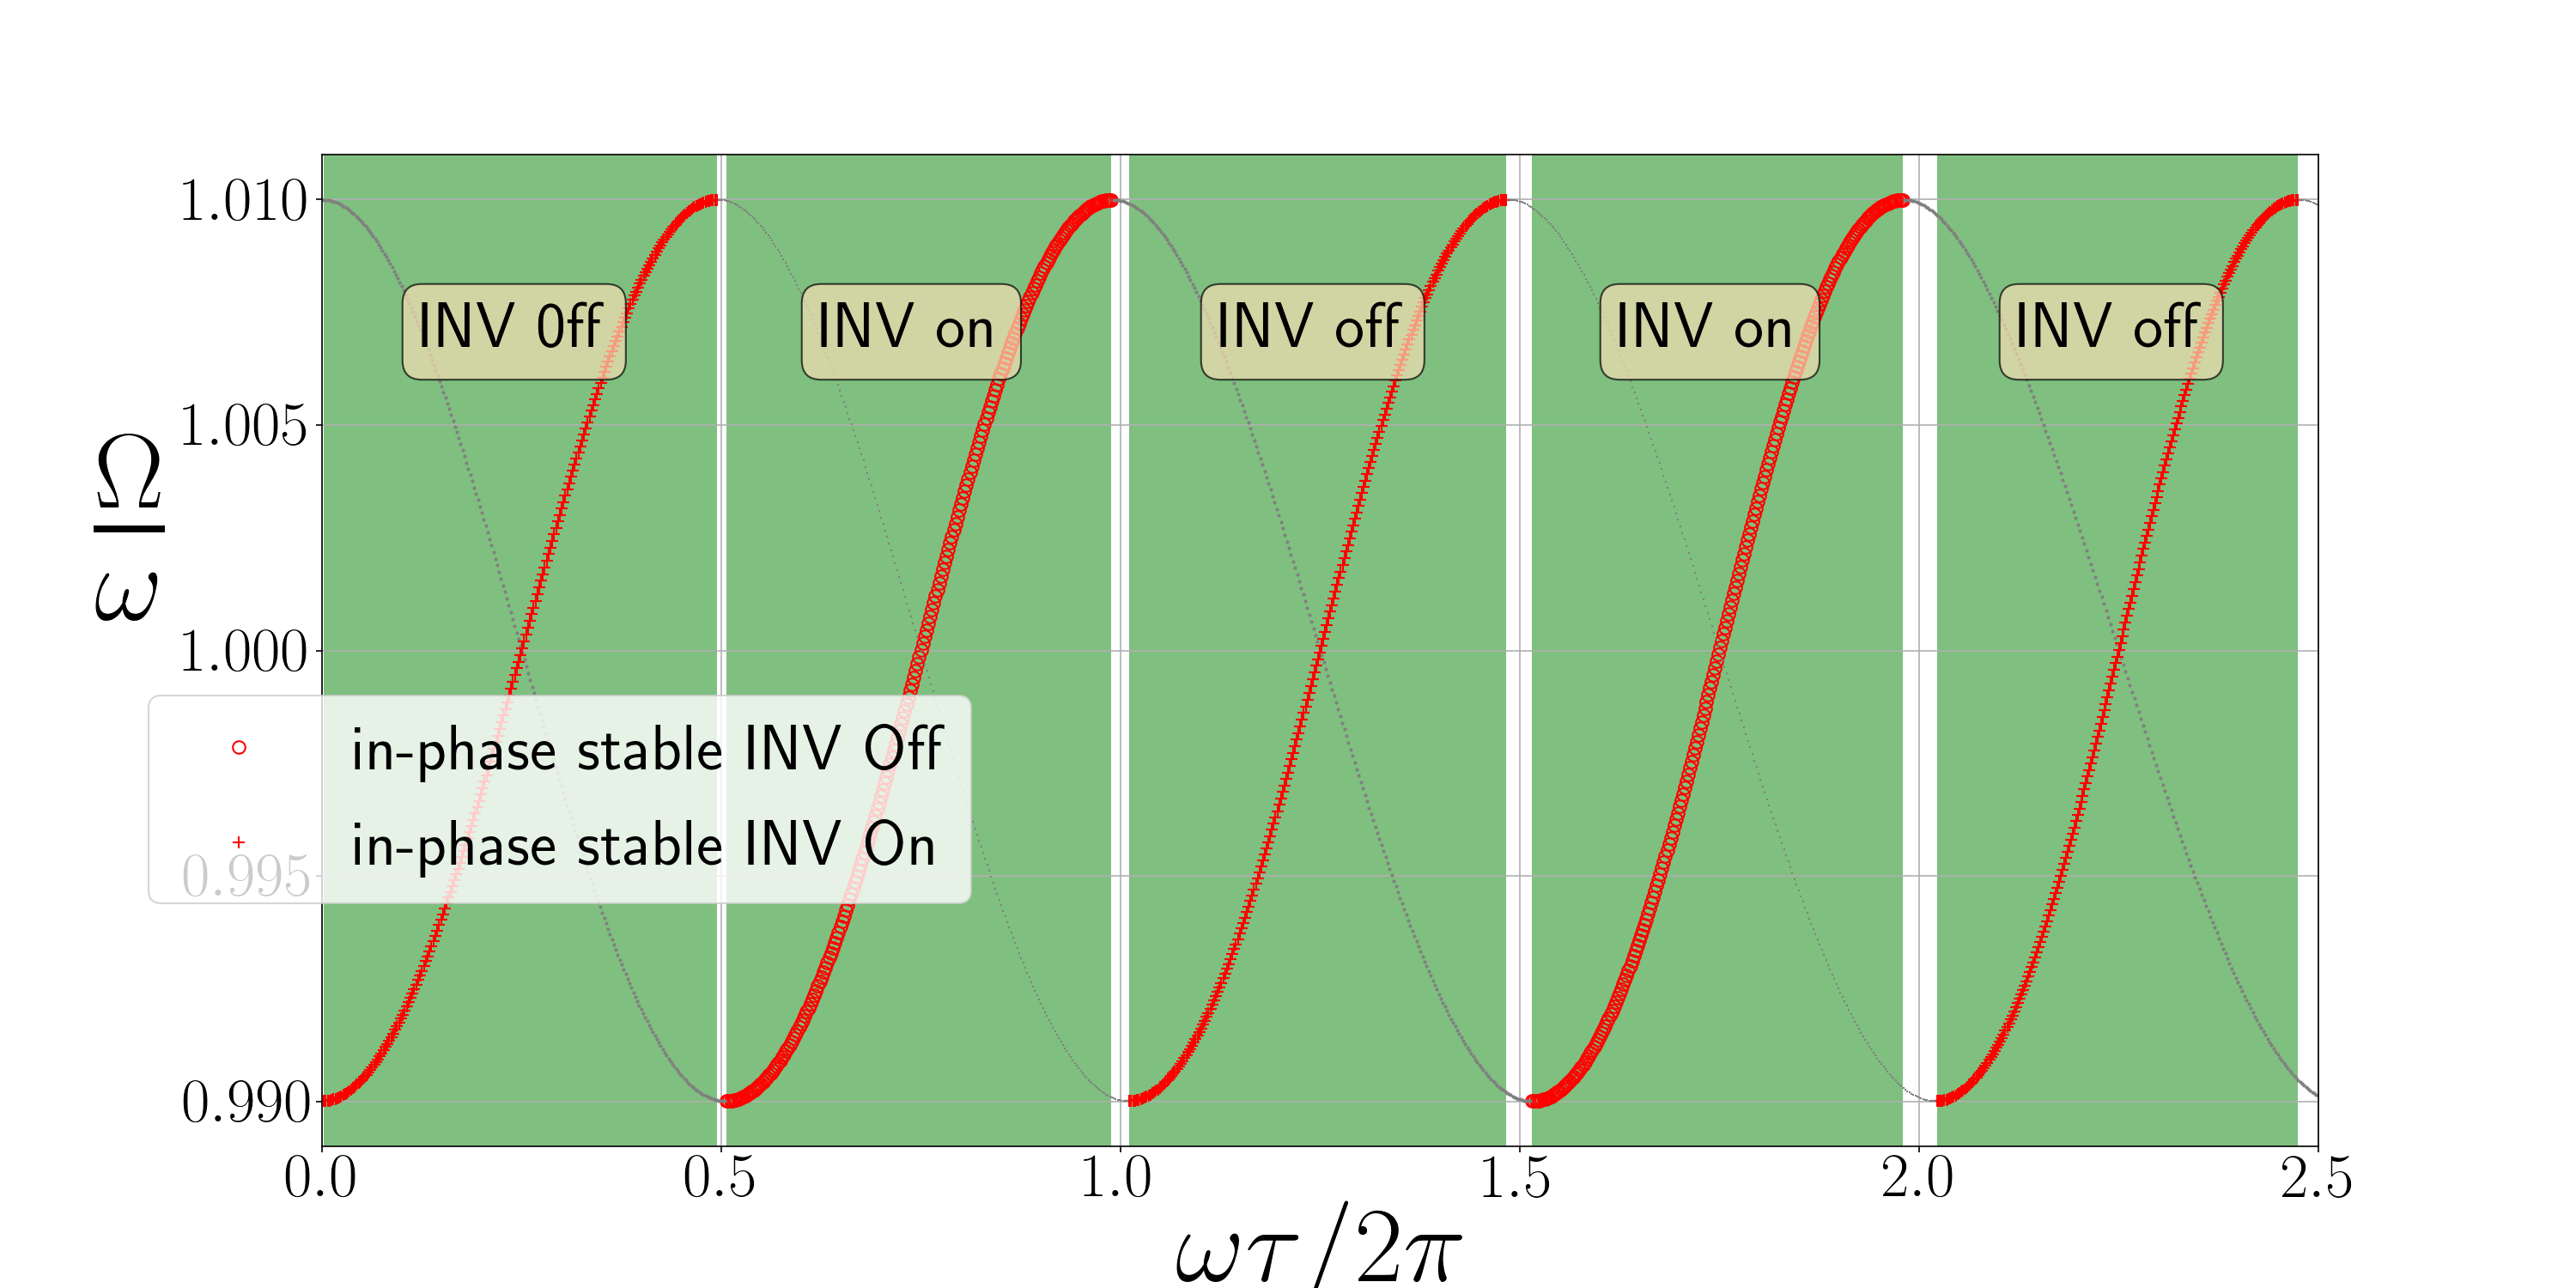 1.010
INV 0ff
INV on
INV off
INV on
INV off
1.005
ω | Ω
1.000
in-phase stable INV Off
in-phase stable INV On
0.995
0.990
0.0 0.5 1.0 1.5 2.0 2.5
ωτ/2π